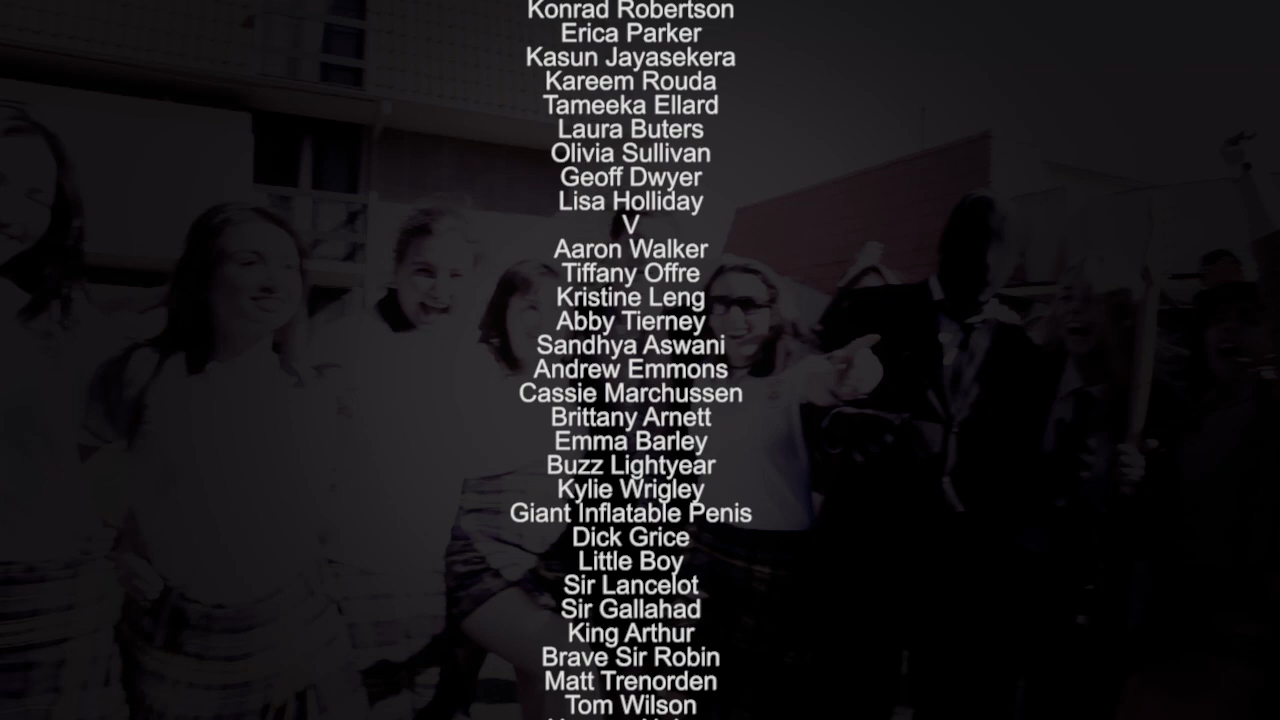 Konrad Robertson
Erica Parker
Kasun Jayasekera
Kareem Rouda
Tameeka Ellard
Laura Buters
Olivia Sullivan
Geoff Dwyer
Lisa Holliday
V
Aaron Walker
Tiffany Offre
Kristine Leng
Abby Tierney
Sandhya Aswani
Andrew Emmons
Cassie Marchussen
Brittany Arnett
Emma Barley
Buzz Lightyear
Kylie Wrigley
Giant Inflatable Penis
Dick Grice
Little Boy
Sir Lancelot
Sir Gallahad
King Arthur
Brave Sir Robin
Matt Trenorden
Tom Wilson